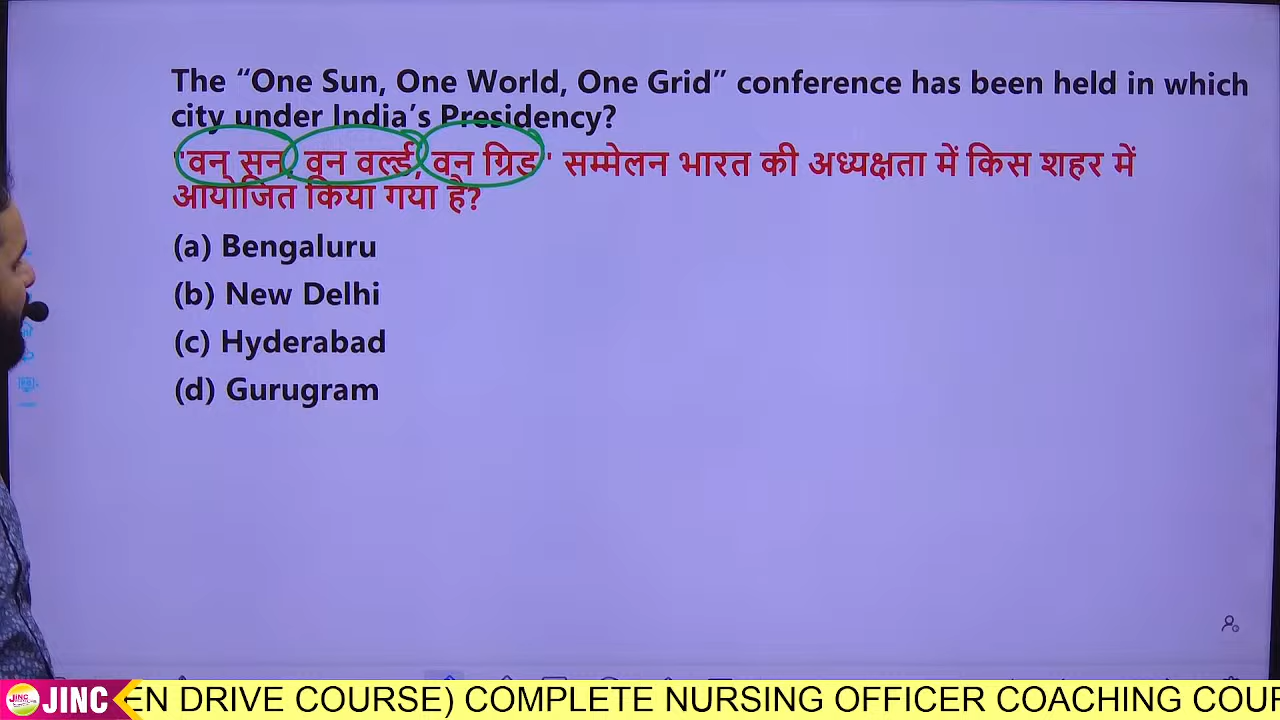 The “One Sun, One World, One Grid” conference has been held in which
city under India’s Presidency?
"वन सन, वन वर्ल्ड, वन ग्रिड" सम्मेलन भारत की अध्यक्षता में किस शहर में
आयोजित किया गया है?
(a) Bengaluru
(b) New Delhi
(c) Hyderabad
(d) Gurugram
JINC EN DRIVE COURSE) COMPLETE NURSING OFFICER COACHING COUR